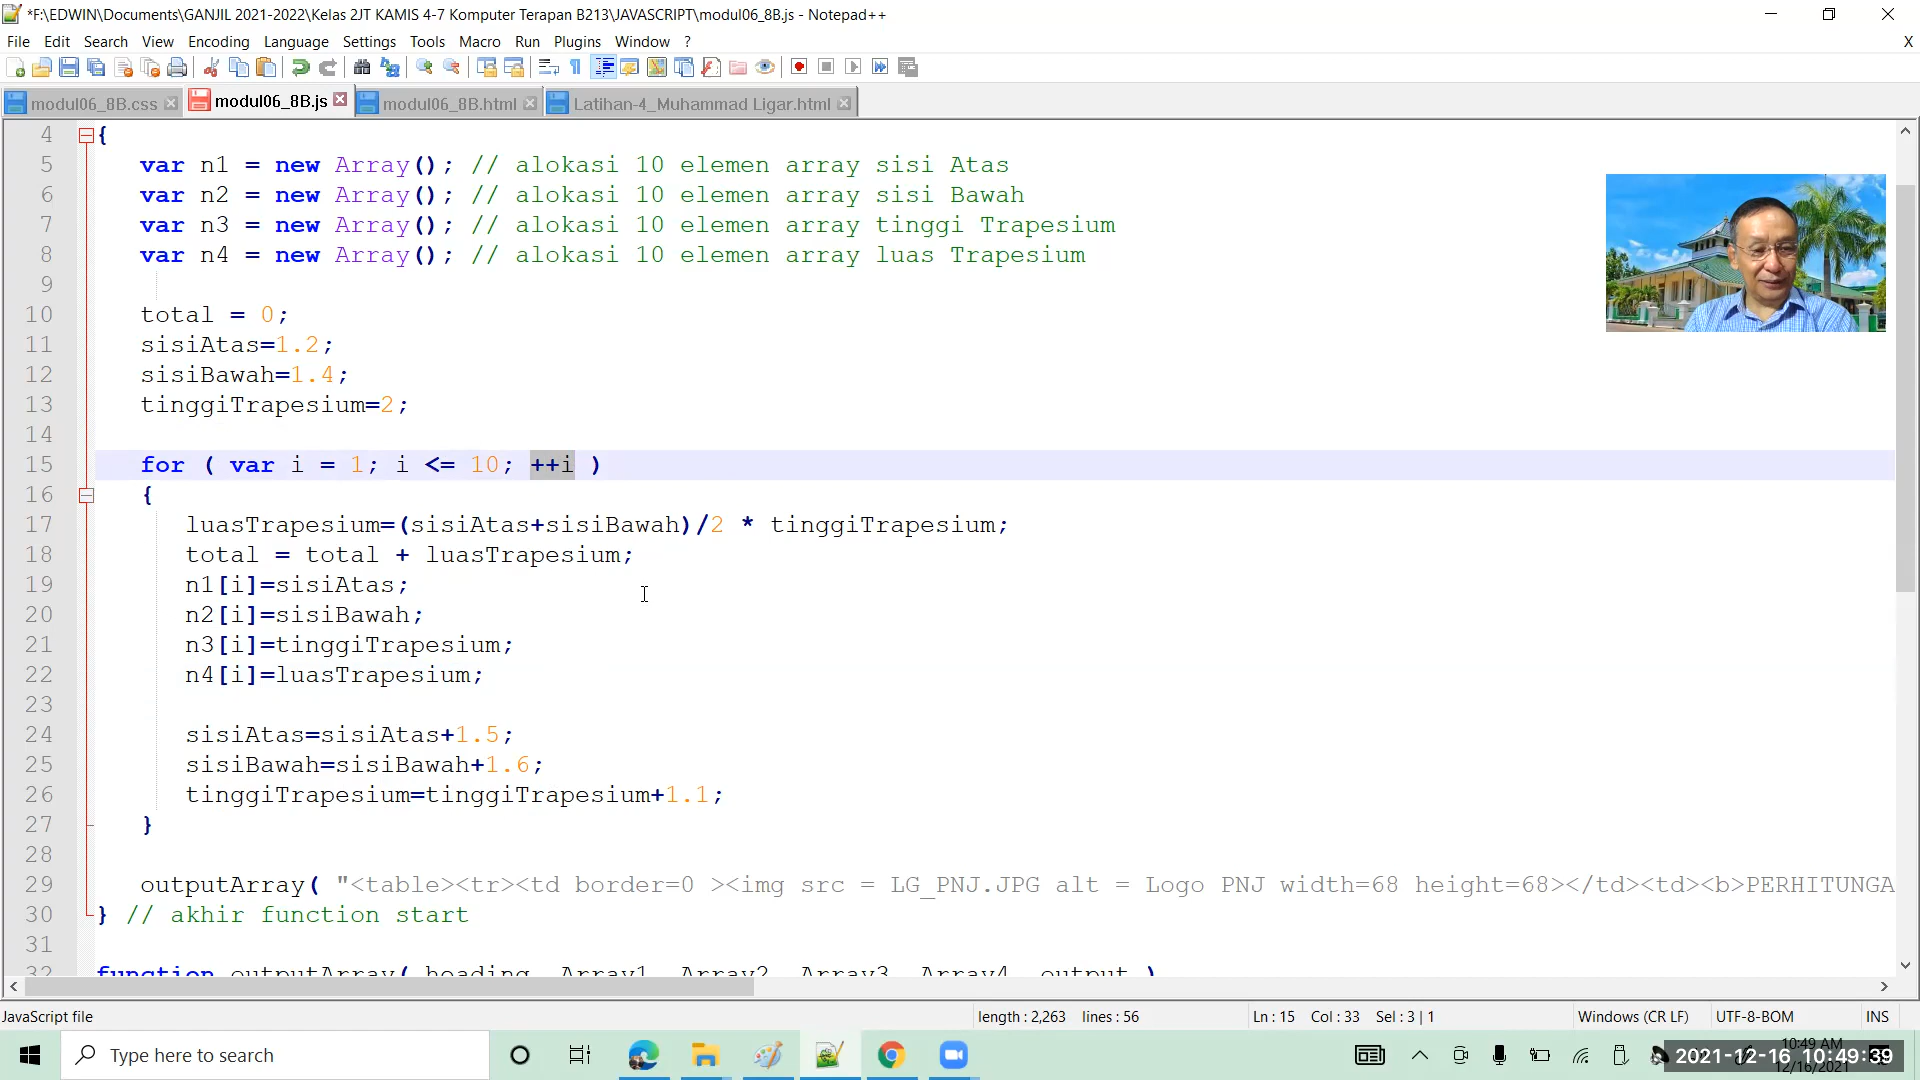 *F:\EDWIN\Documents\GANJIL 2021-2022\Kelas 2JT KAMIS 4-7 Komputer Terapan B213\JAVASCRIPT\modul06_8B.js - Notepad++
File Edit Search View Encoding Language Settings Tools Macro Run Plugins Window ? X
modul06_8B.css modul06_8B.js modul06_8B.html Latihan-4_Muhammad Ligar.html
4 {
5 var n1 = new Array(); // alokasi 10 elemen array sisi Atas
6 var n2 = new Array(); // alokasi 10 elemen array sisi Bawah
7 var n3 = new Array(); // alokasi 10 elemen array tinggi Trapesium
8 var n4 = new Array(); // alokasi 10 elemen array luas Trapesium
9
10 total = 0;
11 sisiAtas=1.2;
12 sisiBawah=1.4;
13 tinggiTrapesium=2;
14
15 for ( var i = 1; i <= 10; ++i )
16 {
17 luasTrapesium=(sisiAtas+sisiBawah)/2 * tinggiTrapesium;
18 total = total + luasTrapesium;
19 n1[i]=sisiAtas;
20 n2[i]=sisiBawah;
21 n3[i]=tinggiTrapesium;
22 n4[i]=luasTrapesium;
23
24 sisiAtas=sisiAtas+1.5;
25 sisiBawah=sisiBawah+1.6;
26 tinggiTrapesium=tinggiTrapesium+1.1;
27 }
28
29 outputArray( "<table><tr><td border=0 ><img src = LG_PNJ.JPG alt = Logo PNJ width=68 height=68></td><td><b>PERHITUNGA
30 } // akhir function start
31
32 function outputArray( heading, Array1, Array2, Array3, Array4, output )
JavaScript file length : 2,263 lines : 56 Ln : 15 Col : 33 Sel : 3 | 1 Windows (CR LF) UTF-8-BOM INS
Type here to search
10:49 AM
2021-12-16 10:49:39
12/16/2021